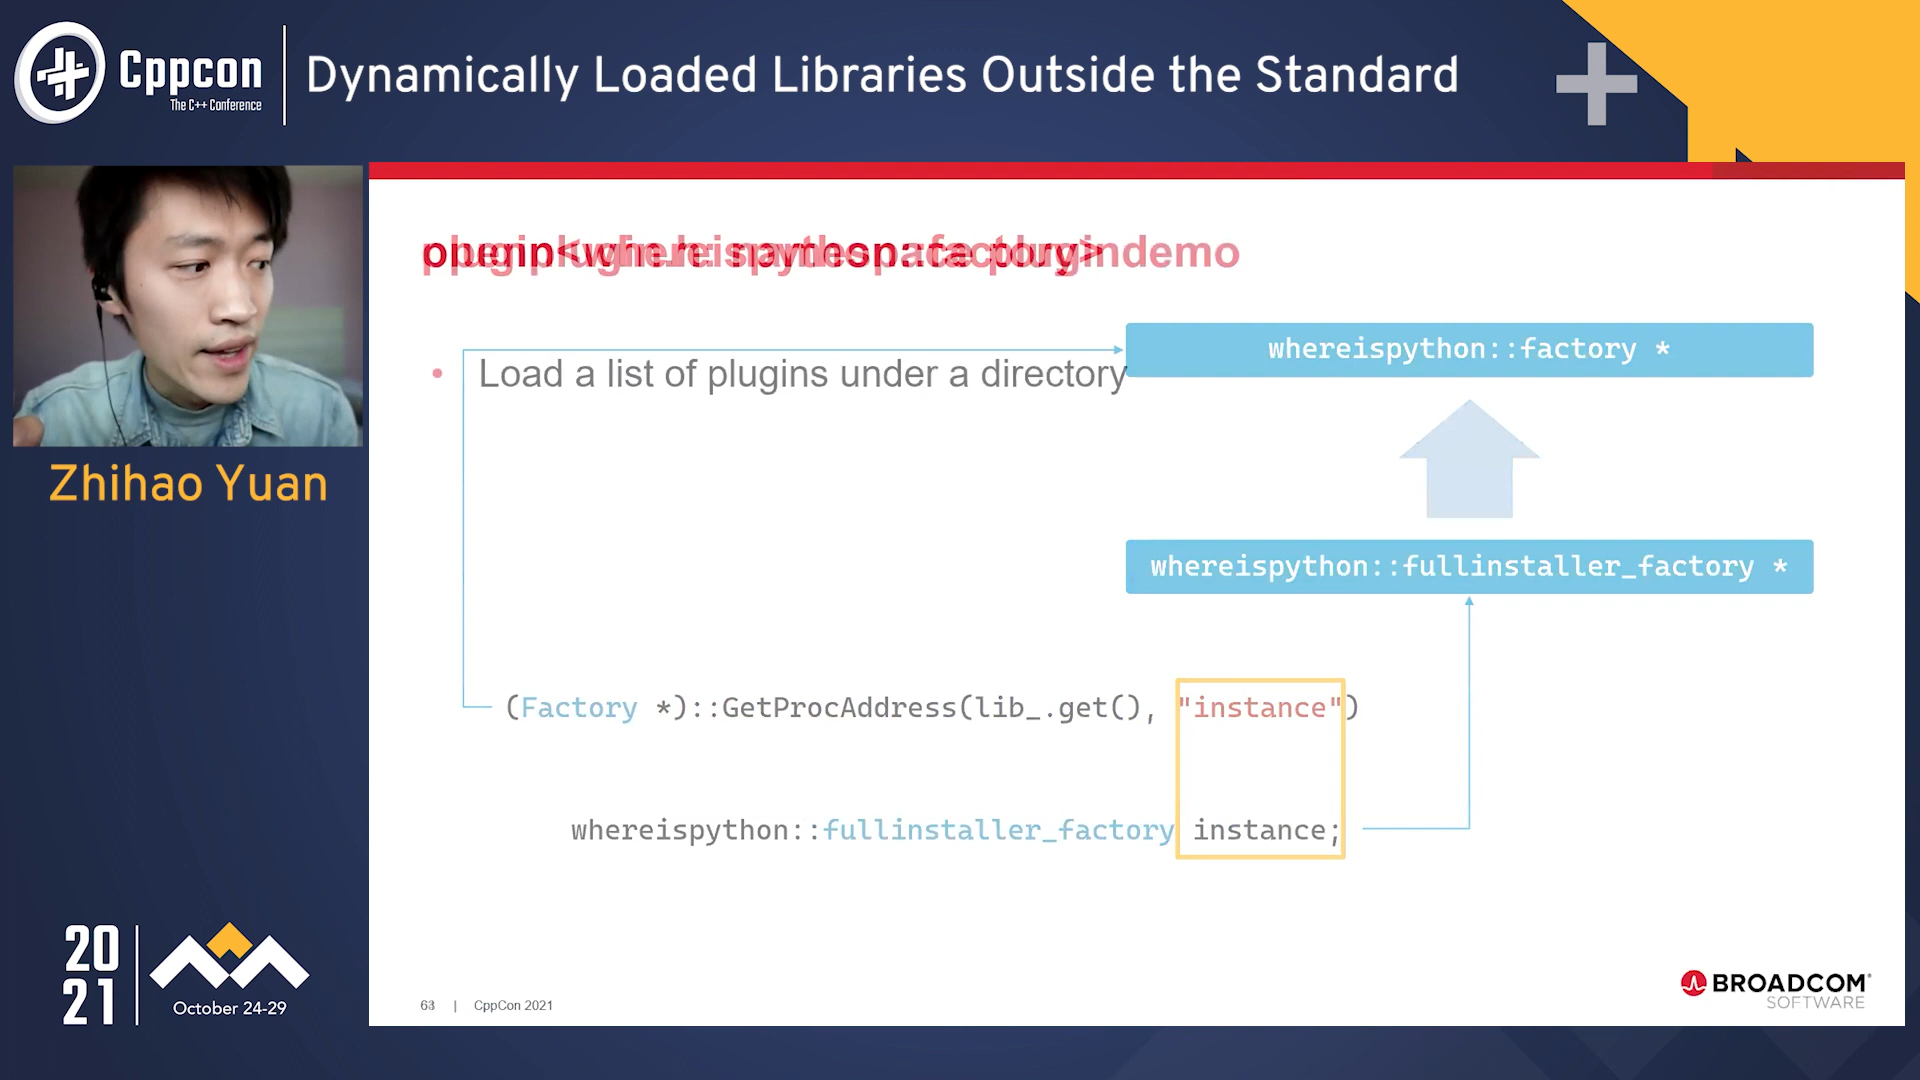 Cppcon
The C++ Conference
Dynamically Loaded Libraries Outside the Standard
Zhihao Yuan
whereispython::factory *
Load a list of plugins under a directory
whereispython::fullinstaller_factory *
(Factory *)::GetProcAddress(lib_.get(), "instance")
whereispython::fullinstaller_factory instance;
20
21
October 24-29
63 | CppCon 2021
BROADCOM
SOFTWARE